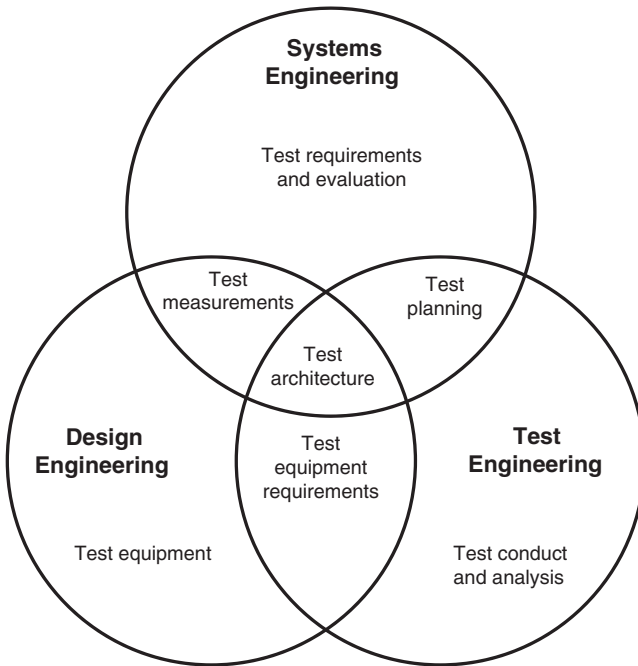 Systems
Engineering
Test requirements
and evaluation
Test
measurements
Test
planning
Test
architecture
Design
Engineering
Test
equipment
requirements
Test
Engineering
Test equipment
Test conduct
and analysis